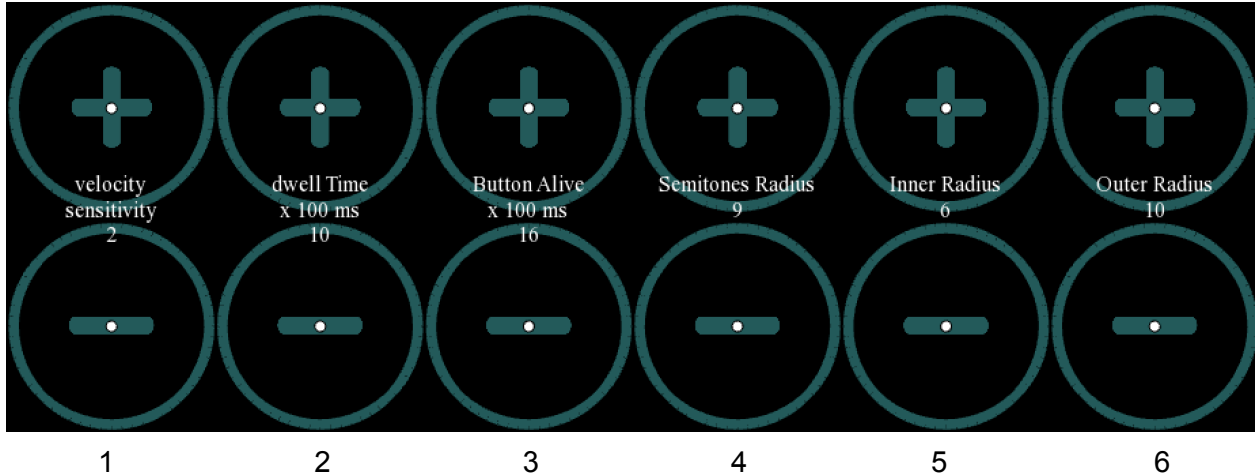 velocity
sensitivity
2
dwell Time
x 100 ms
10
Button Alive
x 100 ms
16
Semitones Radius
9
Inner Radius
6
Outer Radius
10
1 2 3 4 5 6